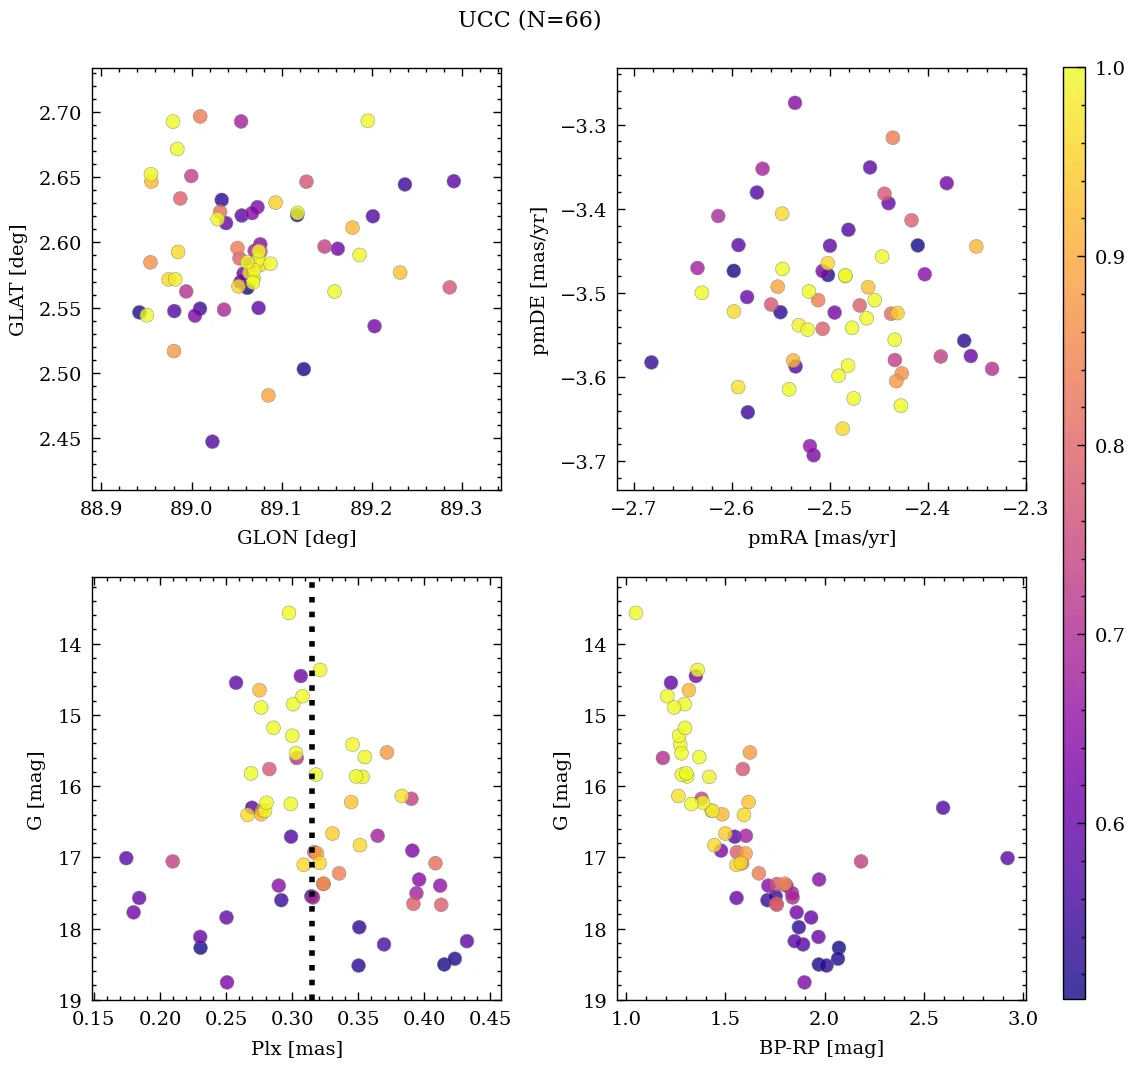 UCC (N=66)
2.70
2.65
2.60
2.55
2.50
2.45
GLAT [deg]
88.9 89.0 89.1 89.2 89.3
GLON [deg]
−3.3
−3.4
−3.5
−3.6
−3.7
pmDE [mas/yr]
−2.7 −2.6 −2.5 −2.4 −2.3
pmRA [mas/yr]
14
15
16
17
18
19
G [mag]
0.15 0.20 0.25 0.30 0.35 0.40 0.45
Plx [mas]
14
15
16
17
18
19
G [mag]
1.0 1.5 2.0 2.5 3.0
BP-RP [mag]
1.0
0.9
0.8
0.7
0.6